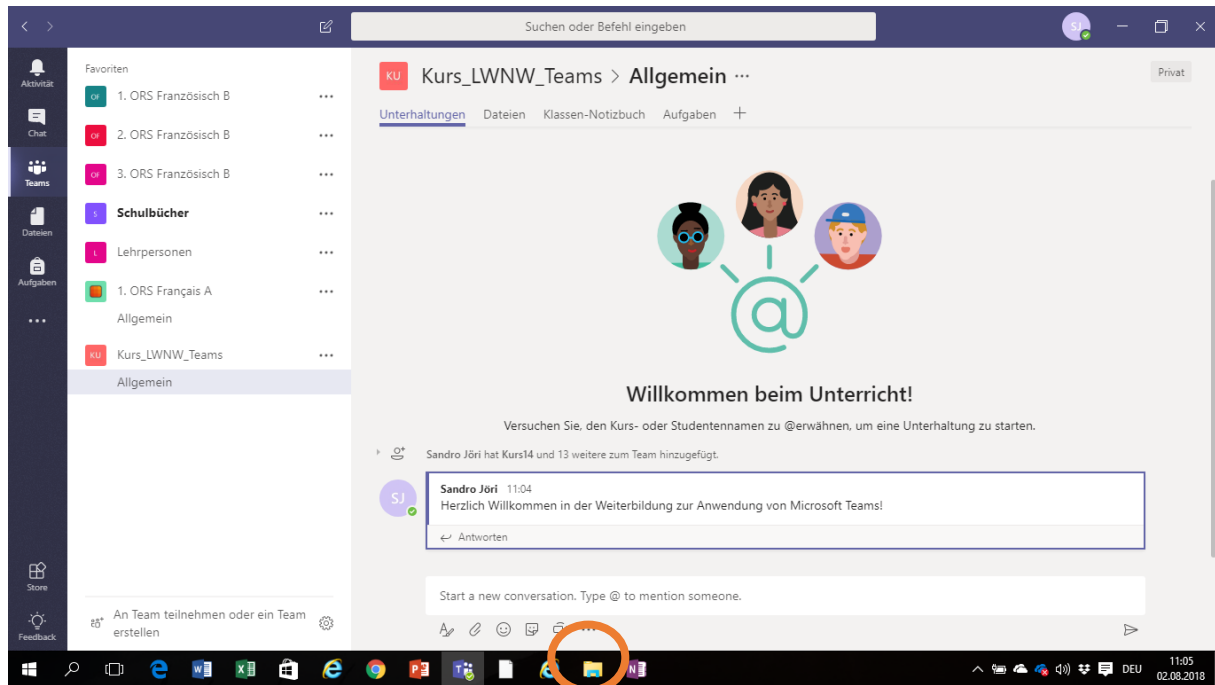 Suchen oder Befehl eingeben
SJ
Aktivität
Chat
Teams
Dateien
Aufgaben
Store
Feedback
Favoriten
OF 1. ORS Französisch B
OF 2. ORS Französisch B
OF 3. ORS Französisch B
S Schulbücher
L Lehrpersonen
1. ORS Français A
Allgemein
KU Kurs_LWNW_Teams
Allgemein
An Team teilnehmen oder ein Team
erstellen
KU Kurs_LWNW_Teams > Allgemein ···
Privat
Unterhaltungen Dateien Klassen-Notizbuch Aufgaben +
Willkommen beim Unterricht!
Versuchen Sie, den Kurs- oder Studentennamen zu @erwähnen, um eine Unterhaltung zu starten.
Sandro Jöri hat Kurs14 und 13 weitere zum Team hinzugefügt.
SJ
Sandro Jöri 11:04
Herzlich Willkommen in der Weiterbildung zur Anwendung von Microsoft Teams!
Antworten
Start a new conversation. Type @ to mention someone.
DEU
11:05
02.08.2018